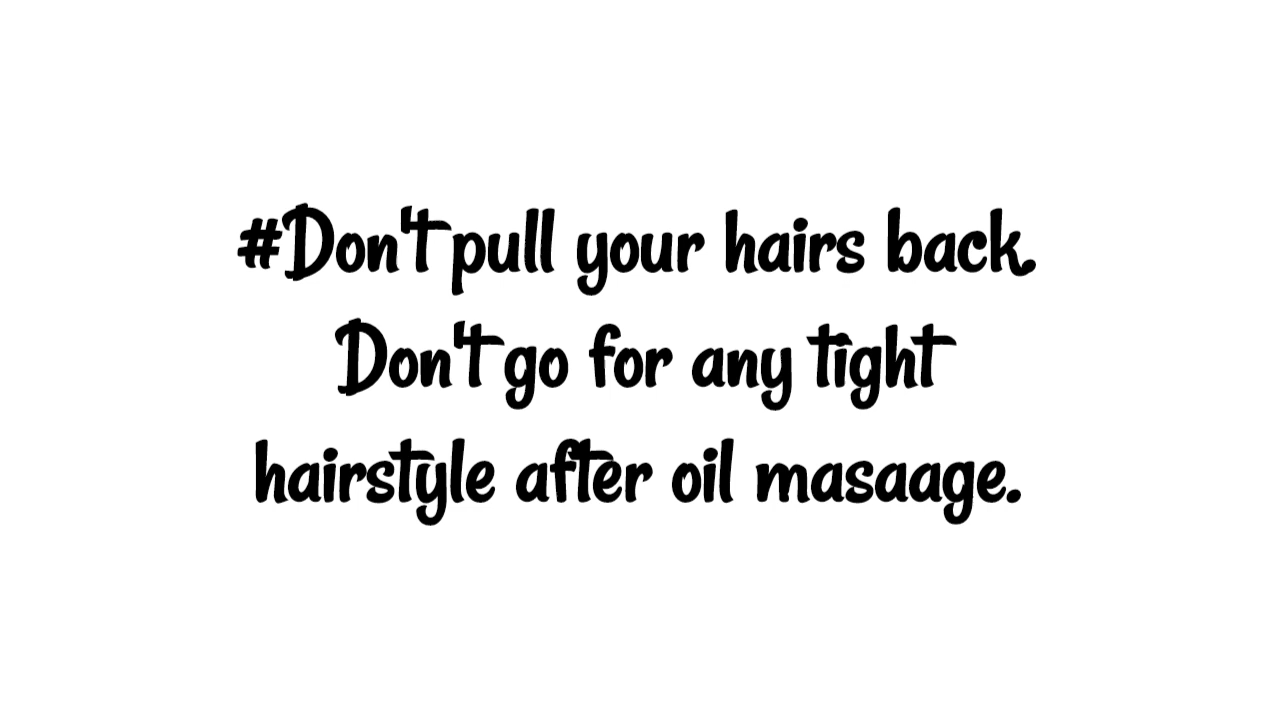 #Don't pull your hairs back.
Don't go for any tight
hairstyle after oil masaage.